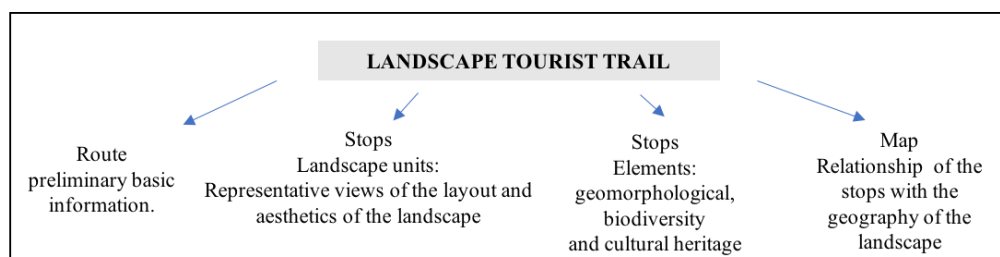 LANDSCAPE TOURIST TRAIL
Route
preliminary basic
information.
Stops
Landscape units:
Representative views of the layout and
aesthetics of the landscape
Stops
Elements:
geomorphological,
biodiversity
and cultural heritage
Map
Relationship of the
stops with the
geography of the
landscape